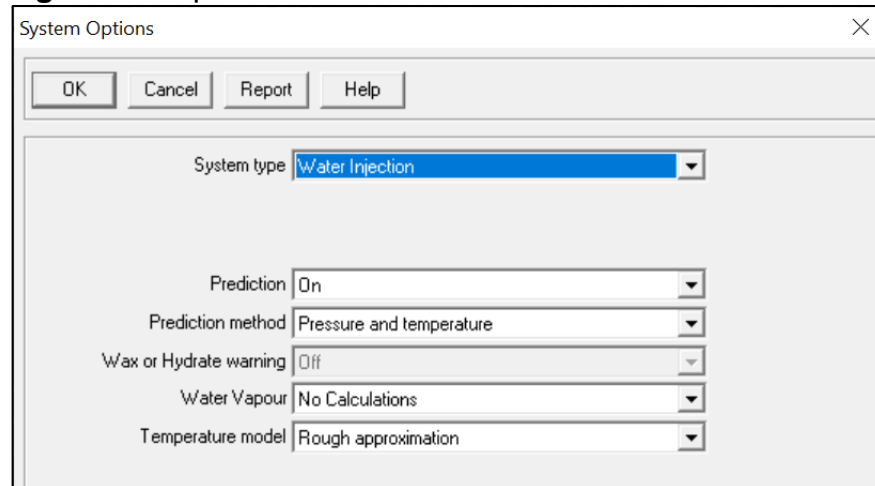 System Options
OK Cancel Report Help
System type Water Injection
Prediction On
Prediction method Pressure and temperature
Wax or Hydrate warning Off
Water Vapour No Calculations
Temperature model Rough approximation